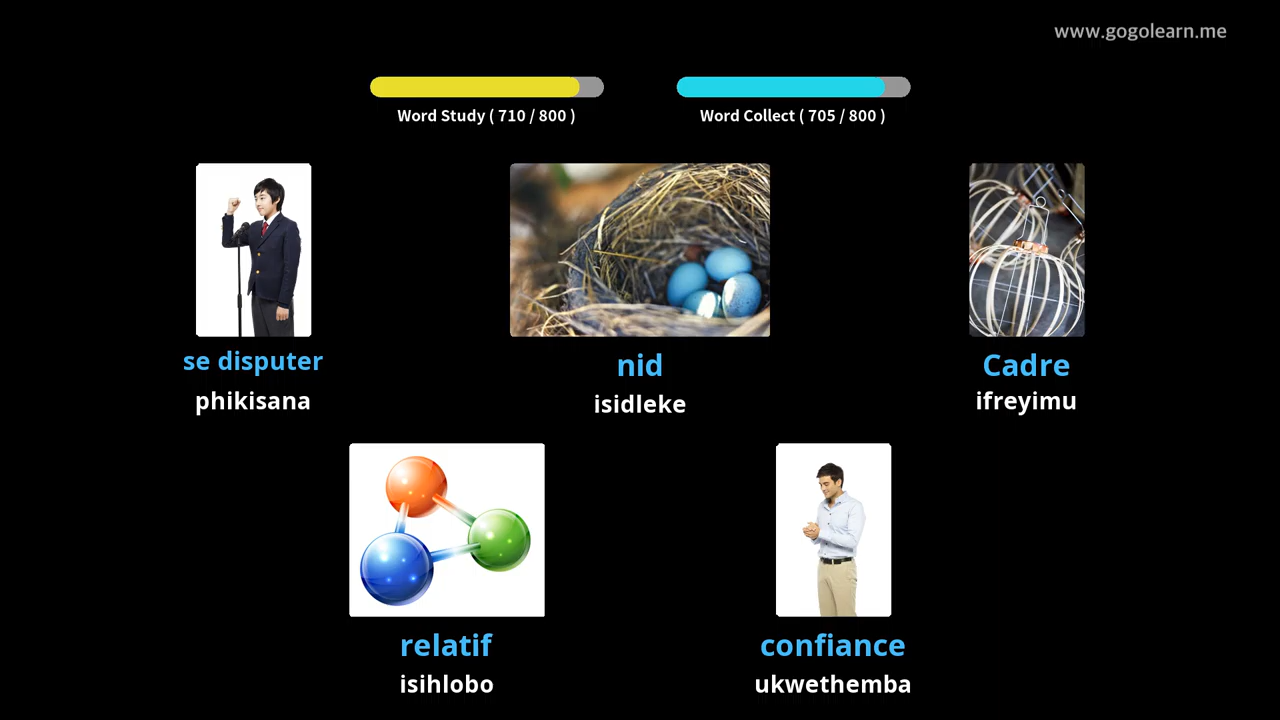 www.gogolearn.me
Word Study ( 710 / 800 )
Word Collect ( 705 / 800 )
se disputer
phikisana
nid
isidleke
Cadre
ifreyimu
relatif
isihlobo
confiance
ukwethemba